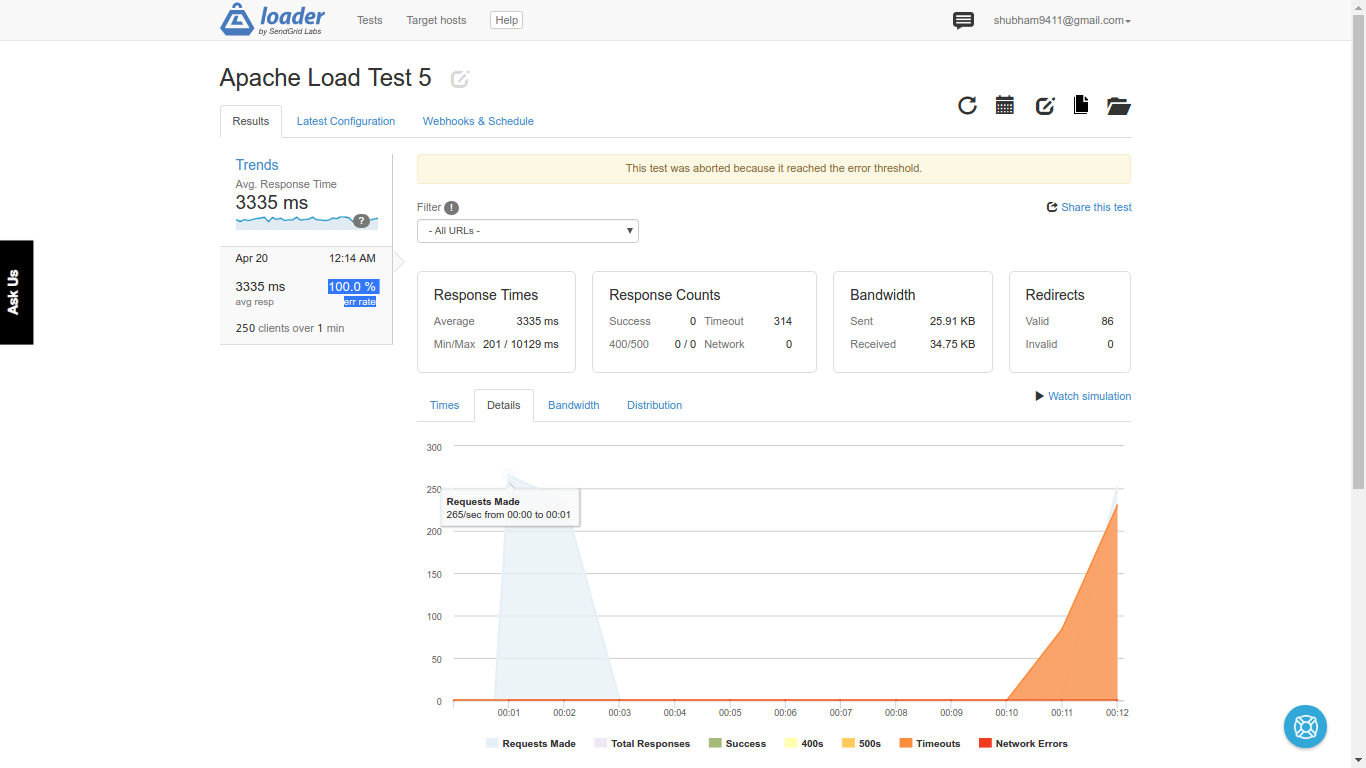 loader
by SendGrid Labs
Tests
Target hosts
Help
shubham9411@gmail.com
Apache Load Test 5
Results
Latest Configuration
Webhooks & Schedule
Trends
Avg. Response Time
3335 ms
?
Apr 20 12:14 AM
3335 ms 100.0 %
avg resp err rate
250 clients over 1 min
Ask Us
This test was aborted because it reached the error threshold.
Filter !
Share this test
- All URLs -
Response Times
Average 3335 ms
Min/Max 201 / 10129 ms
Response Counts
Success 0 Timeout 314
400/500 0 / 0 Network 0
Bandwidth
Sent 25.91 KB
Received 34.75 KB
Redirects
Valid 86
Invalid 0
Times
Details
Bandwidth
Distribution
Watch simulation
300
250
200
150
100
50
0
Requests Made
265/sec from 00:00 to 00:01
00:01 00:02 00:03 00:04 00:05 00:06 00:07 00:08 00:09 00:10 00:11 00:12
Requests Made Total Responses Success 400s 500s Timeouts Network Errors